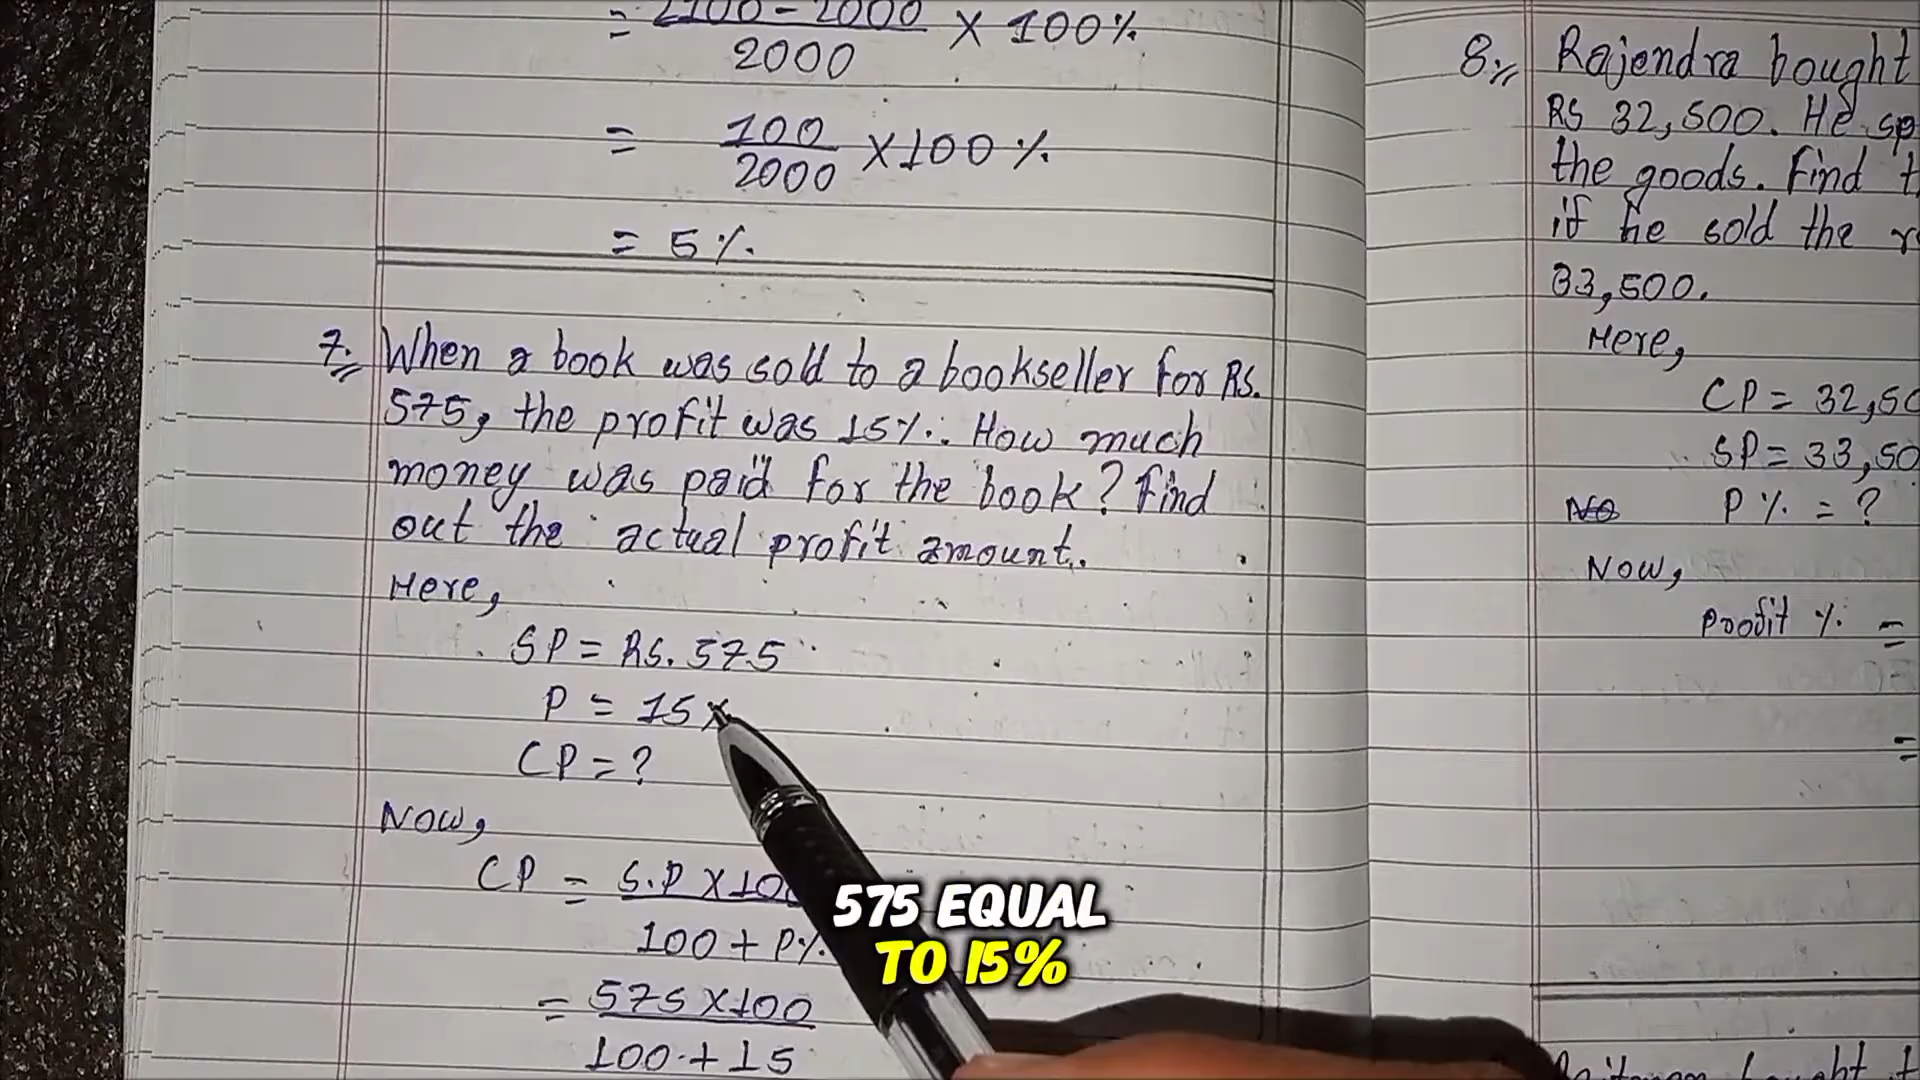 = 2100 - 2000 / 2000 × 100%
= 100 / 2000 × 100%
= 5%
7. When a book was sold to a bookseller for Rs.
575, the profit was 15%. How much
money was paid for the book? Find
out the actual profit amount.
Here,
SP = Rs. 575
P = 15%
CP = ?
Now,
CP = S.P × 100
100 + P%
= 575 × 100
100 + 15
575 EQUAL
TO 15%
8. Rajendra bought
RS 32,500. He sp
the goods. Find t
if he sold the
33,500.
Here,
CP = 32,50
SP = 33,50
P% = ?
Now,
Profit % =
=
bought